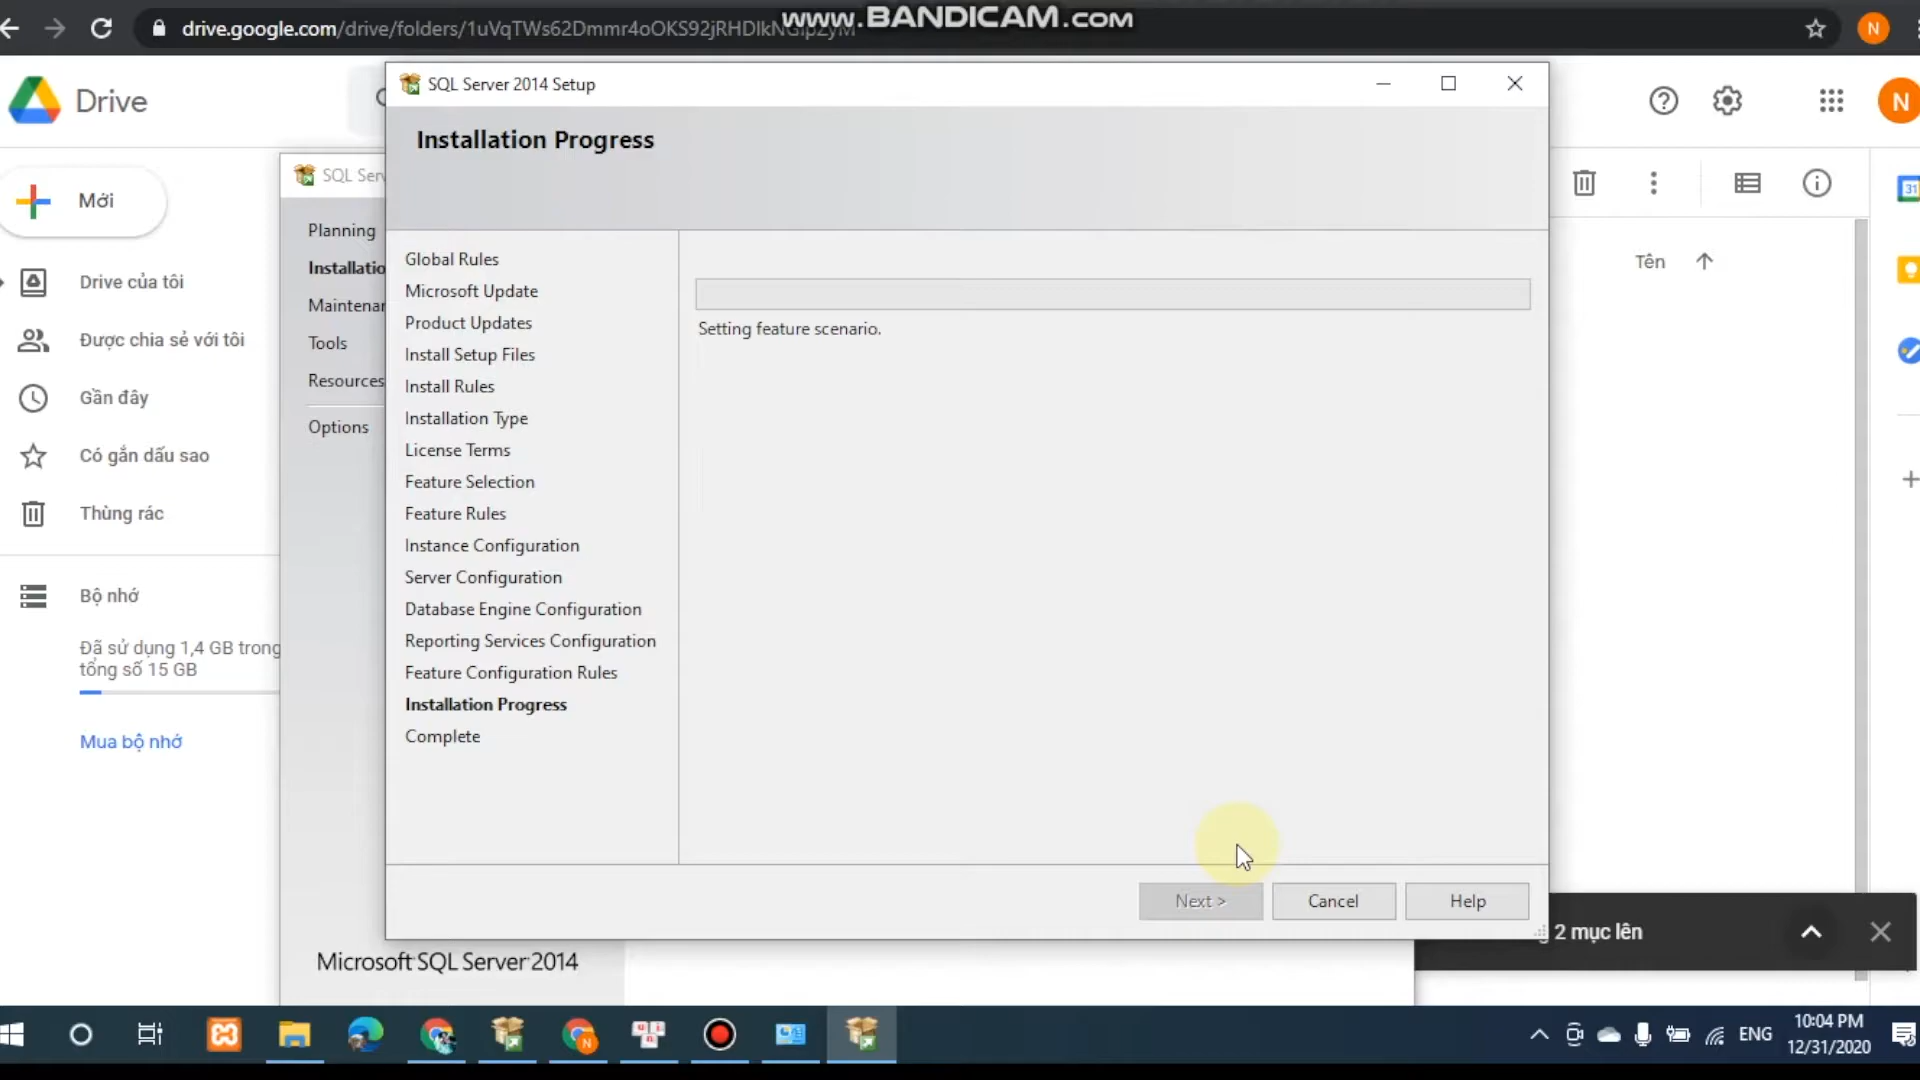 www.BANDICAM.com
drive.google.com/drive/folders/1uVqTWs62Dmmr4oOKS92jRHDlkN
N
Drive
N
SQL Server 2014 Setup
Installation Progress
SQL Serv
Mới
Drive của tôi
Được chia sẻ với tôi
Gần đây
Có gắn dấu sao
Thùng rác
Bộ nhớ
Đã sử dụng 1,4 GB trong
tổng số 15 GB
Mua bộ nhớ
Planning
Installatio
Maintenan
Tools
Resources
Options
Global Rules
Microsoft Update
Product Updates
Install Setup Files
Install Rules
Installation Type
License Terms
Feature Selection
Feature Rules
Instance Configuration
Server Configuration
Database Engine Configuration
Reporting Services Configuration
Feature Configuration Rules
Installation Progress
Complete
Setting feature scenario.
Tên
31
Next >
Cancel
Help
2 mục lên
Microsoft SQL Server 2014
ENG
10:04 PM
12/31/2020